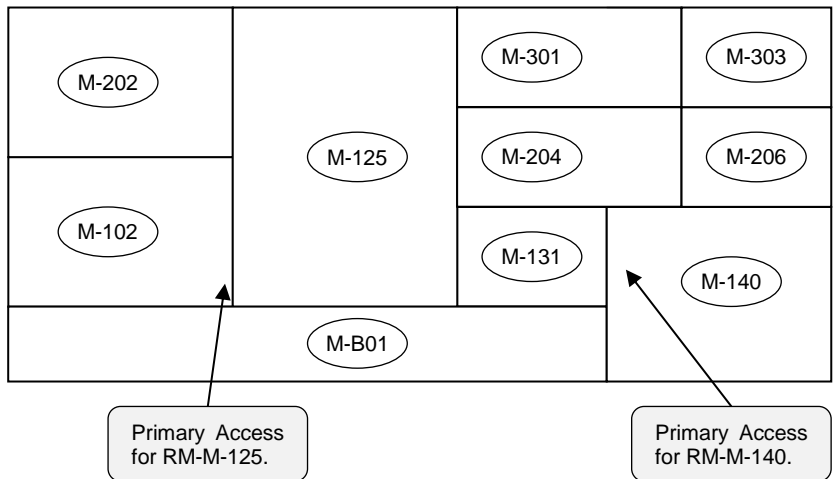 M-202
M-125
M-301
M-303
M-204
M-206
M-102
M-131
M-140
M-B01
Primary Access
for RM-M-125.
Primary Access
for RM-M-140.